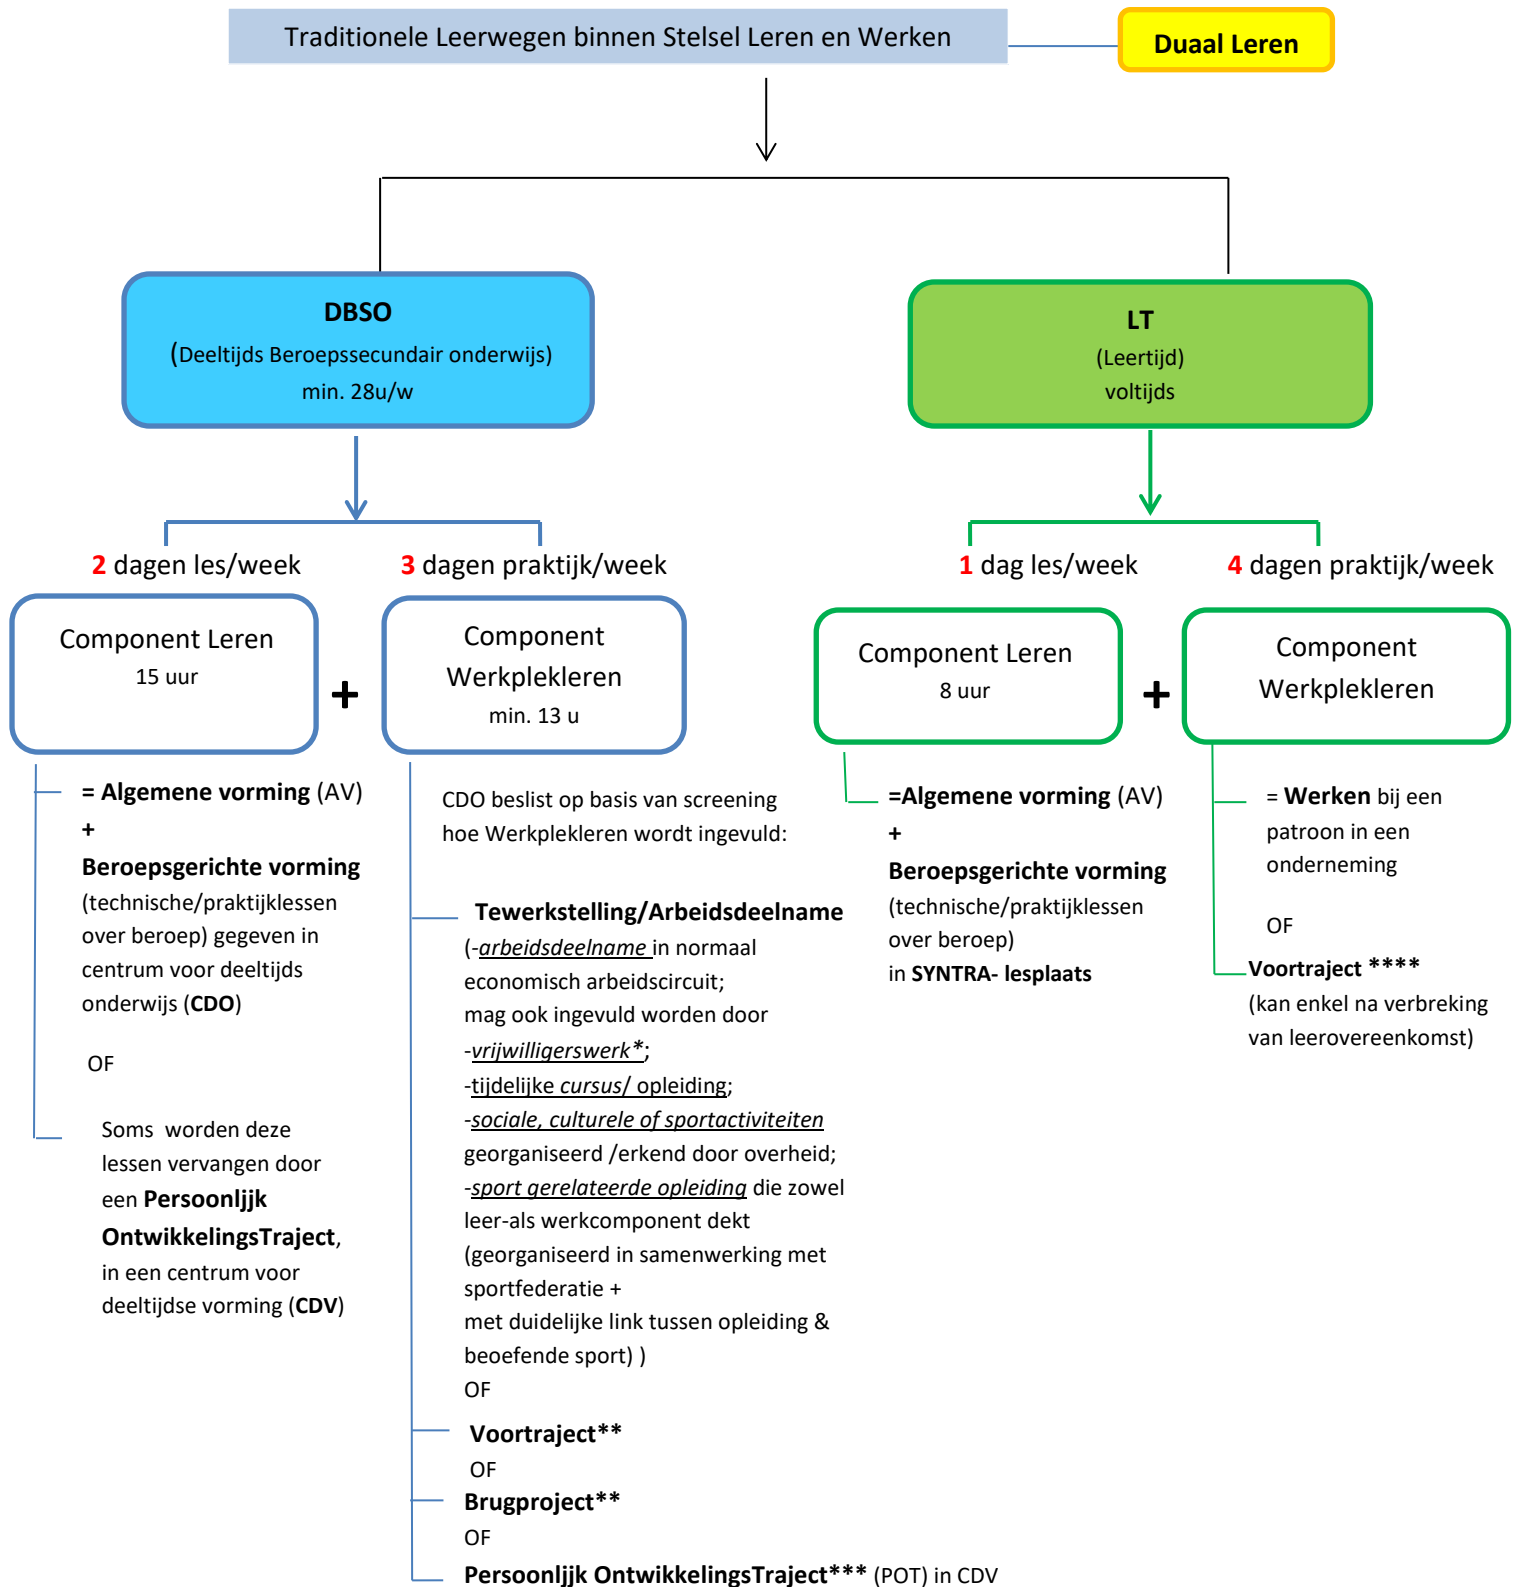 Traditionele Leerwegen binnen Stelsel Leren en Werken
Duaal Leren
DBSO
(Deeltijds Beroepssecundair onderwijs)
min. 28u/w
LT
(Leertijd)
voltijds
2 dagen les/week
3 dagen praktijk/week
1 dag les/week
4 dagen praktijk/week
Component Leren
15 uur
+
Component
Werkplekleren
min. 13 u
Component Leren
8 uur
+
Component
Werkplekleren
= Algemene vorming (AV)
+
Beroepsgerichte vorming
(technische/praktijklessen
over beroep) gegeven in
centrum voor deeltijds
onderwijs (CDO)
OF
Soms worden deze
lessen vervangen door
een Persoonljjk
OntwikkelingsTraject,
in een centrum voor
deeltijdse vorming (CDV)
CDO beslist op basis van screening
hoe Werkplekleren wordt ingevuld:
Tewerkstelling/Arbeidsdeelname
(-arbeidsdeelname in normaal
economisch arbeidscircuit;
mag ook ingevuld worden door
-vrijwilligerswerk*;
-tijdelijke cursus/ opleiding;
-sociale, culturele of sportactiviteiten
georganiseerd /erkend door overheid;
-sport gerelateerde opleiding die zowel
leer-als werkcomponent dekt
(georganiseerd in samenwerking met
sportfederatie +
met duidelijke link tussen opleiding &
beoefende sport) )
OF
Voortraject**
OF
Brugproject**
OF
Persoonljjk OntwikkelingsTraject*** (POT) in CDV
=Algemene vorming (AV)
+
Beroepsgerichte vorming
(technische/praktijklessen
over beroep)
in SYNTRA- lesplaats
= Werken bij een
patroon in een
onderneming
OF
Voortraject ****
(kan enkel na verbreking
van leerovereenkomst)